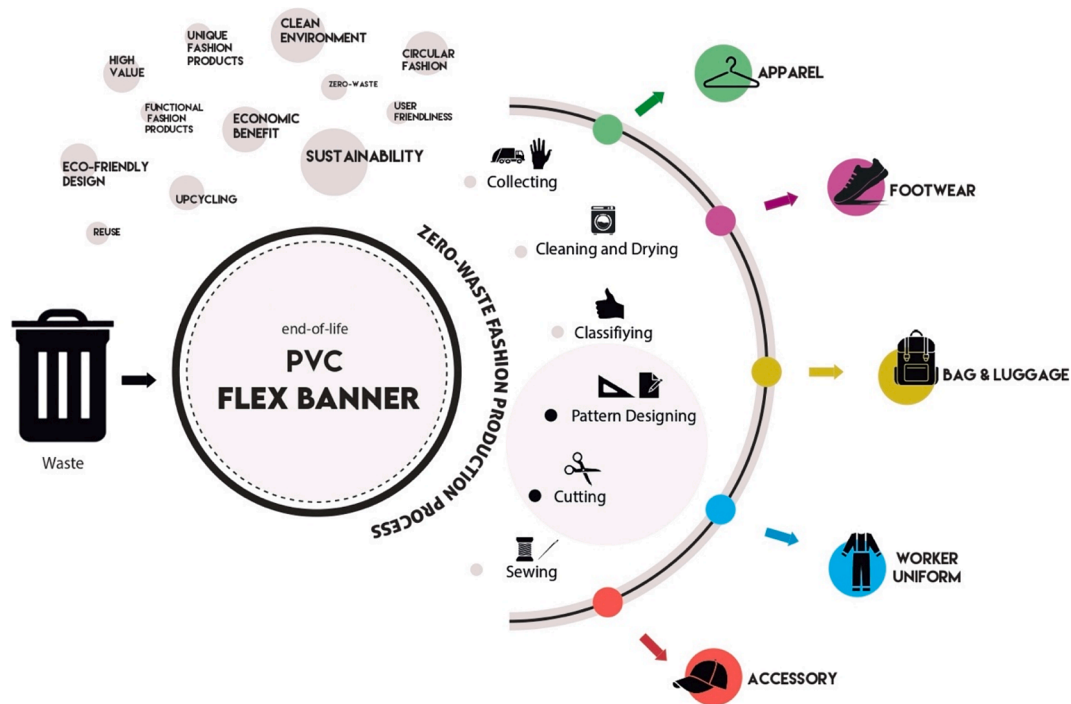 CLEAN
ENVIRONMENT
UNIQUE
FASHION
PRODUCTS
CIRCULAR
FASHION
HIGH
VALUE
ZERO-WASTE
FUNCTIONAL
FASHION
PRODUCTS
ECONOMIC
BENEFIT
USER
FRIENDLINESS
SUSTAINABILITY
ECO-FRIENDLY
DESIGN
UPCYCLING
REUSE
Waste
end-of-life
PVC
FLEX BANNER
ZERO-WASTE FASHION PRODUCTION PROCESS
Collecting
Cleaning and Drying
Classifiying
Pattern Designing
Cutting
Sewing
APPAREL
FOOTWEAR
BAG & LUGGAGE
WORKER
UNIFORM
ACCESSORY